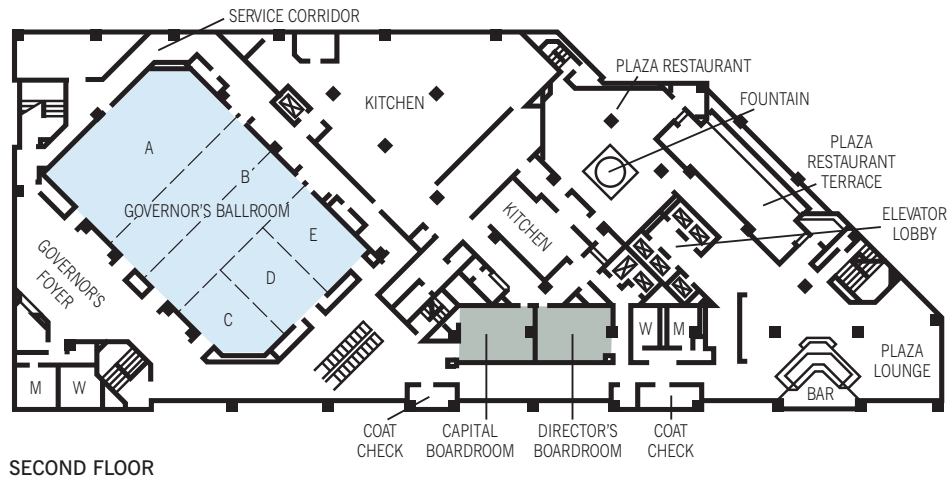 SERVICE CORRIDOR
PLAZA RESTAURANT
FOUNTAIN
KITCHEN
PLAZA
RESTAURANT
TERRACE
A
B
GOVERNOR'S BALLROOM
E
KITCHEN
ELEVATOR
LOBBY
GOVERNOR'S
FOYER
D
C
W
M
PLAZA
LOUNGE
M
W
BAR
COAT
CHECK
CAPITAL
BOARDROOM
DIRECTOR'S
BOARDROOM
COAT
CHECK
SECOND FLOOR